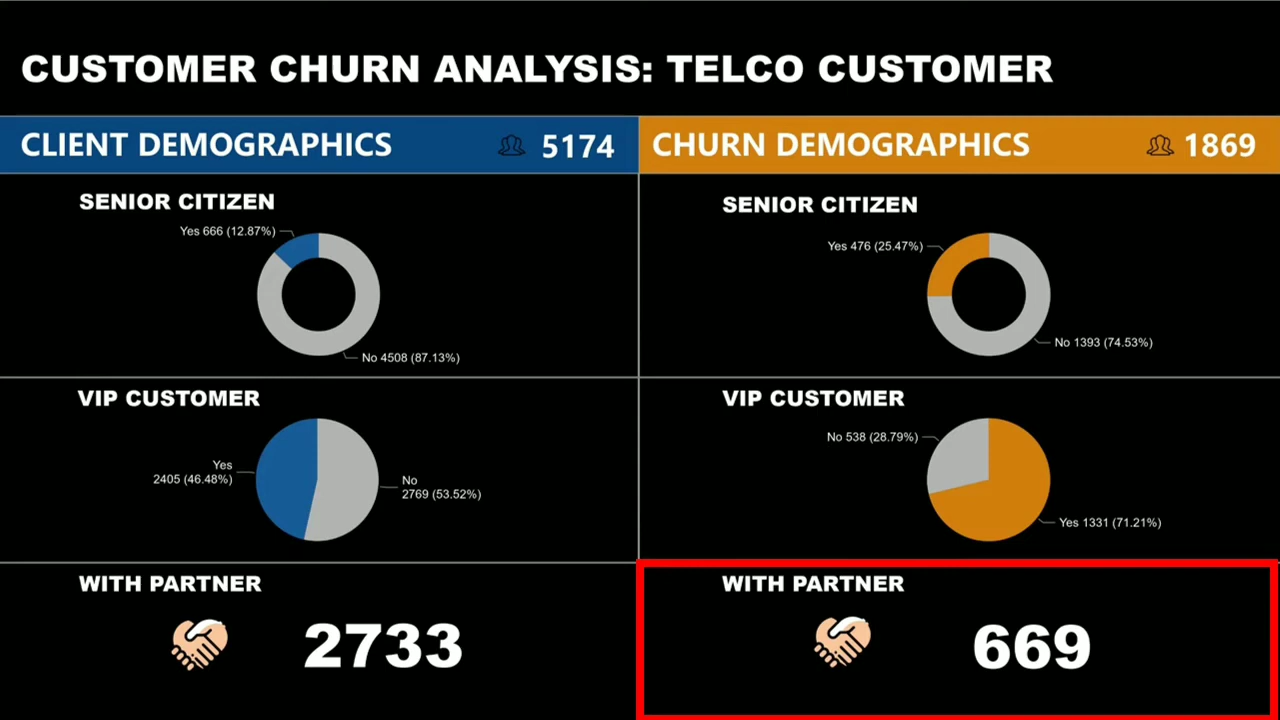 CUSTOMER CHURN ANALYSIS: TELCO CUSTOMER
CLIENT DEMOGRAPHICS
5174
SENIOR CITIZEN
Yes 666 (12.87%)
No 4508 (87.13%)
VIP CUSTOMER
Yes
2405 (46.48%)
No
2769 (53.52%)
WITH PARTNER
2733
CHURN DEMOGRAPHICS
1869
SENIOR CITIZEN
Yes 476 (25.47%)
No 1393 (74.53%)
VIP CUSTOMER
No 538 (28.79%)
Yes 1331 (71.21%)
WITH PARTNER
669